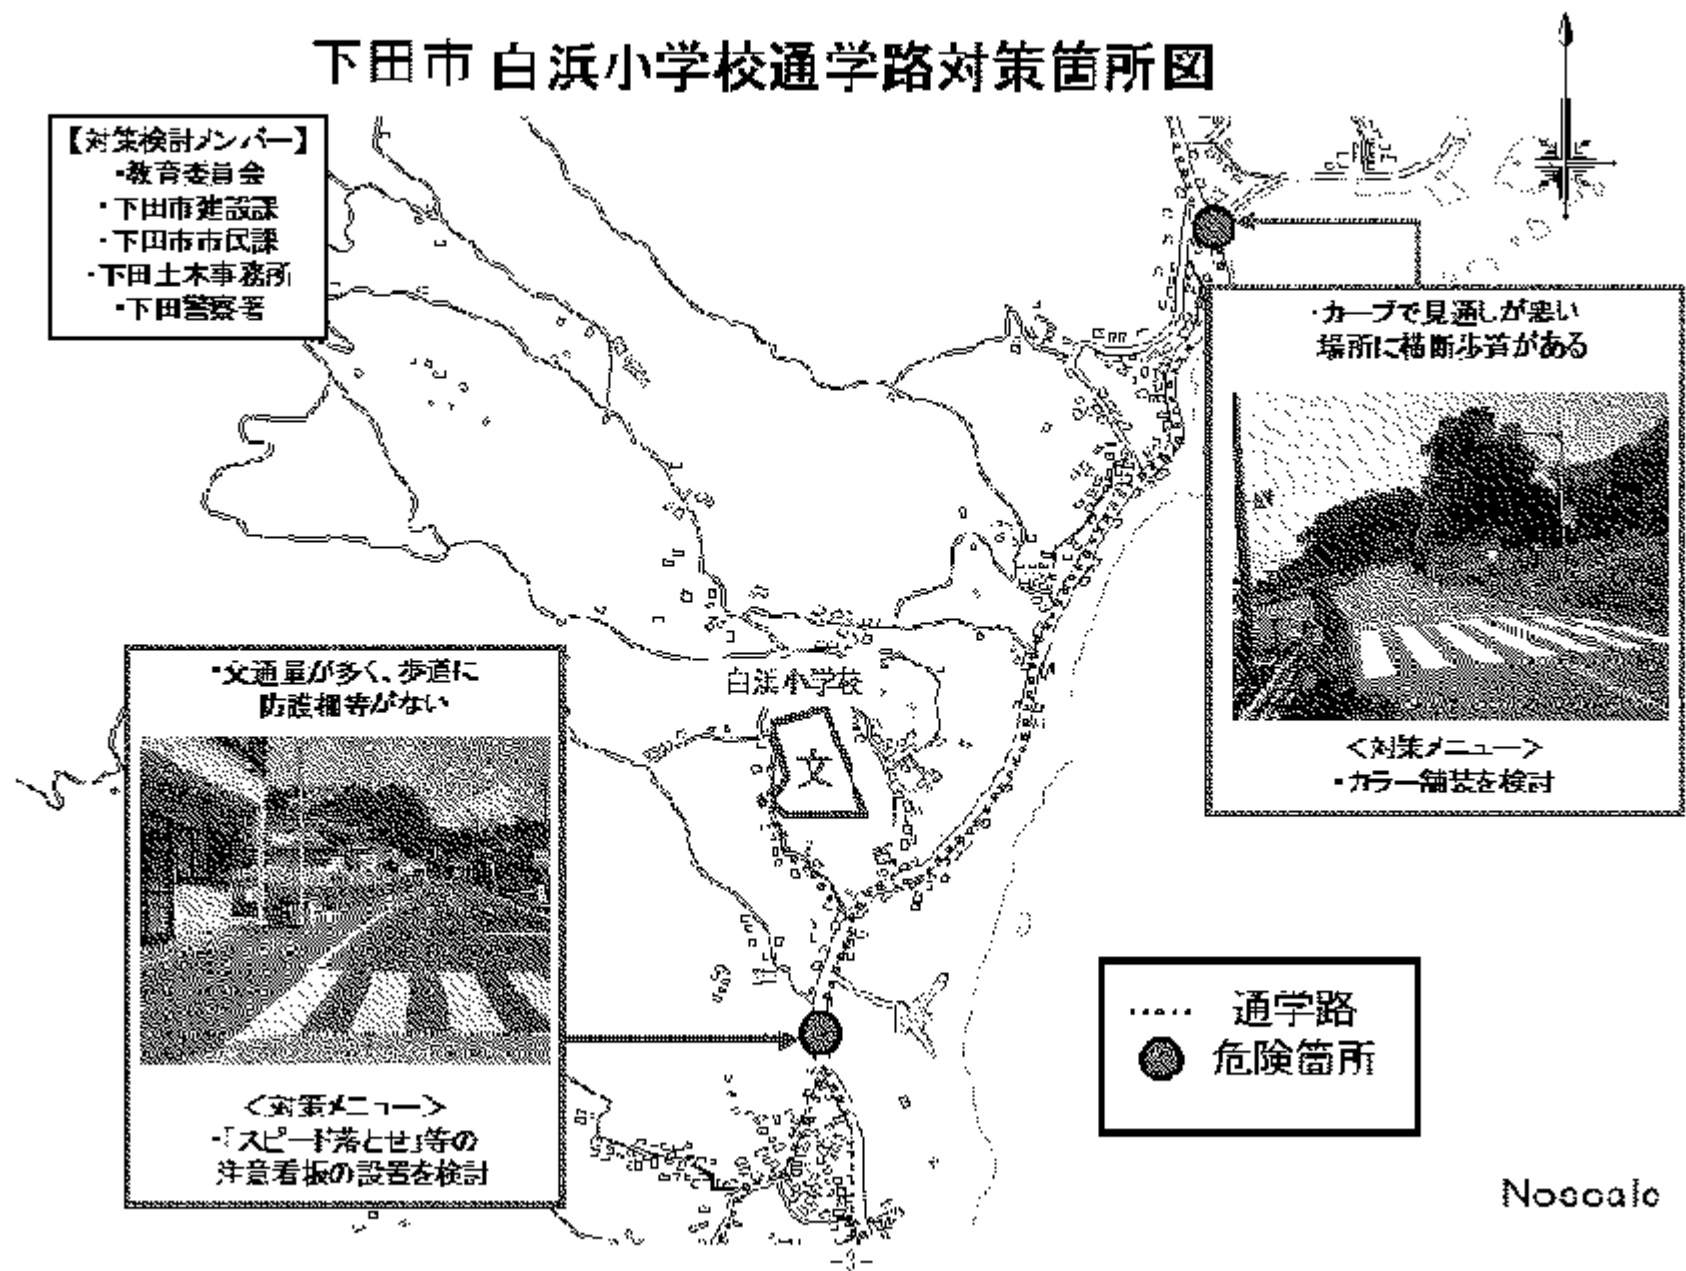 下田市 白浜小学校通学路対策箇所図
【対策検討メンバー】
・教育委員会
・下田市建設課
・下田市市民課
・下田土木事務所
・下田警察署
・カーブで見通しが悪い
場所に横断歩道がある
<対策メニュー>
・カラー舗装を検討
・交通量が多く、歩道に
防護柵等がない
白浜小学校
文
<対策メニュー>
・「スピード落とせ」等の
注意看板の設置を検討
通学路
危険箇所
Noscale
-3-